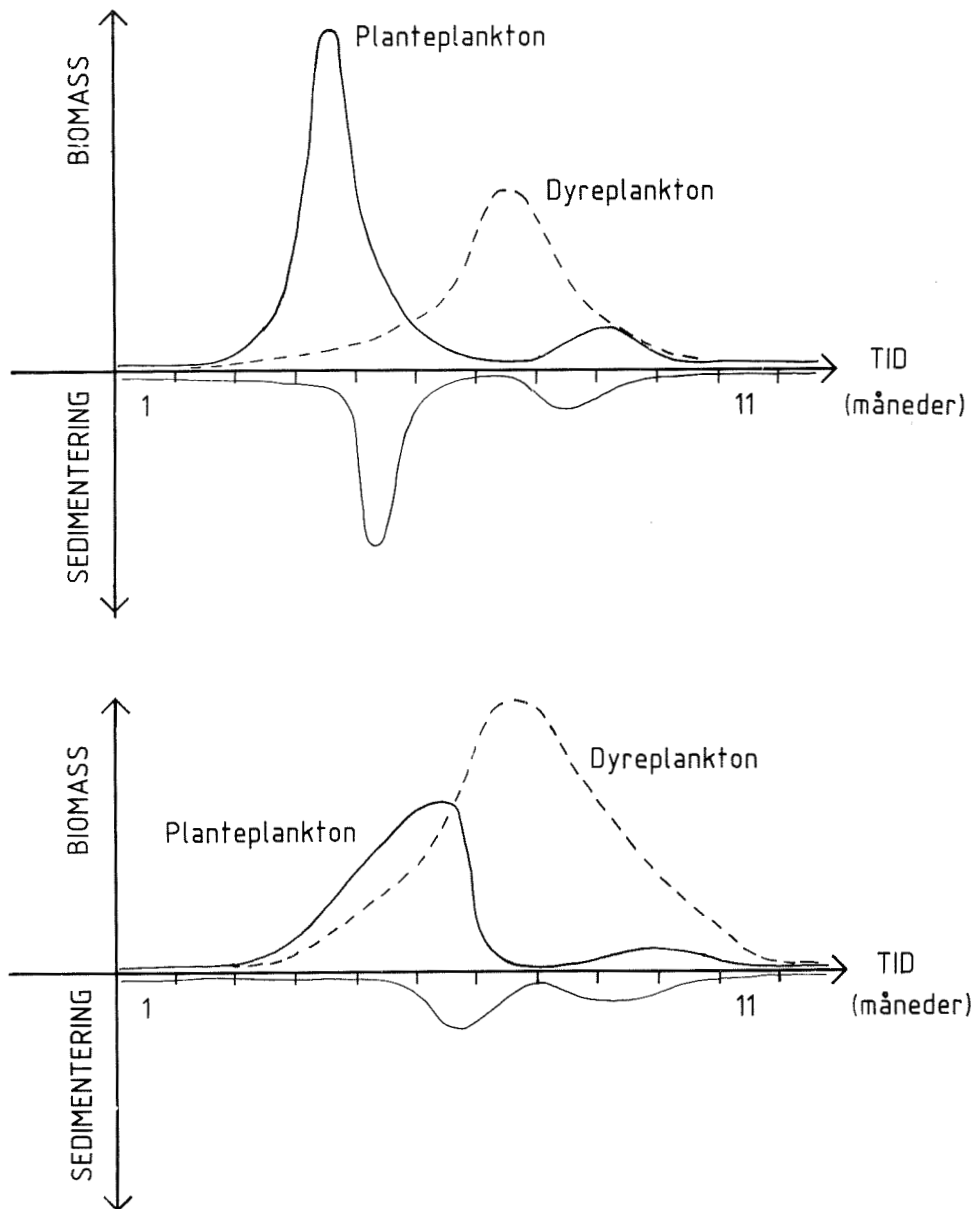 Planteplankton
BIOMASS
Dyreplankton
TID
1
11
(måneder)
SEDIMENTERING
BIOMASS
Dyreplankton
Planteplankton
TID
1
11
(måneder)
SEDIMENTERING